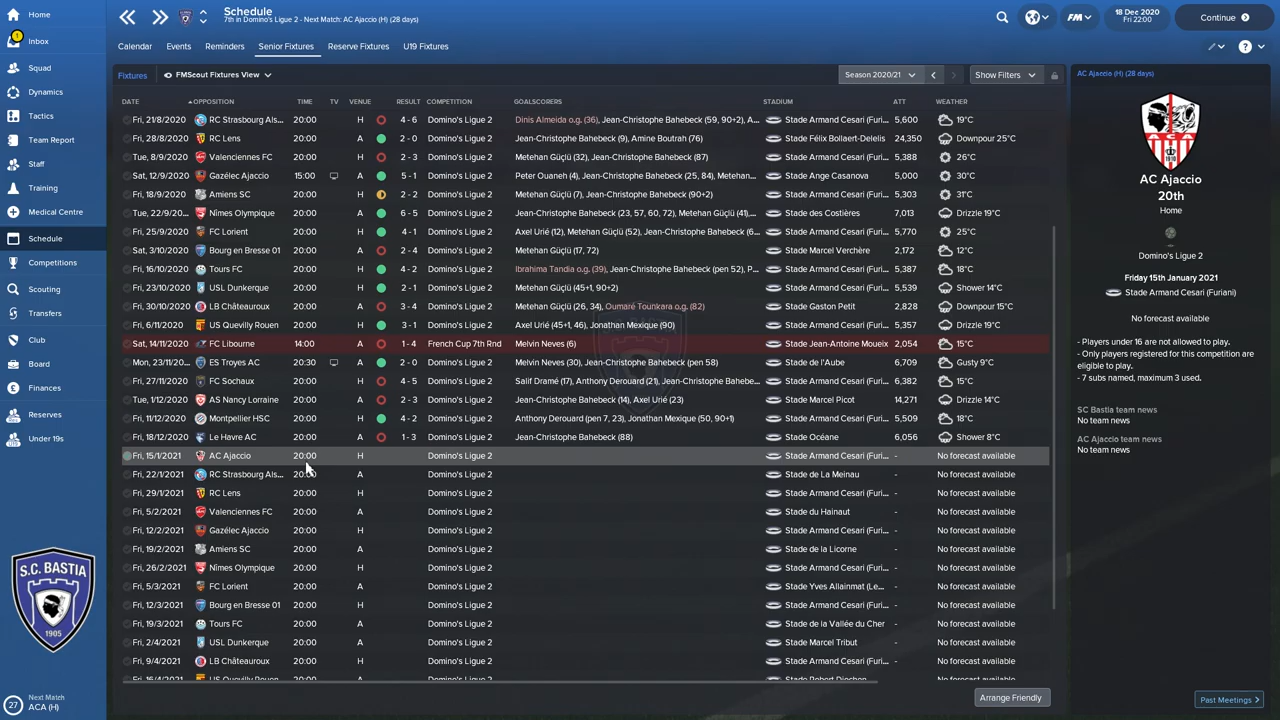 Home
1
Inbox
Squad
Dynamics
Tactics
Team Report
Staff
Training
Medical Centre
Schedule
Competitions
Scouting
Transfers
Club
Board
Finances
Reserves
Under 19s
S.C. BASTIA
1905
27 Next Match
ACA (H)
Schedule
7th in Domino's Ligue 2 - Next Match: AC Ajaccio (H) (28 days)
FM
18 Dec 2020
Fri 22:00
Continue
Calendar Events Reminders Senior Fixtures Reserve Fixtures U19 Fixtures
Fixtures FMScout Fixtures View Season 2020/21 Show Filters
DATE OPPOSITION TIME TV VENUE RESULT COMPETITION GOALSCORERS STADIUM ATT WEATHER
Fri, 21/8/2020 RC Strasbourg Als... 20:00 H 4 - 6 Domino's Ligue 2 Dinis Almeida o.g. (36), Jean-Christophe Bahebeck (59, 90+2), A... Stade Armand Cesari (Furi... 5,600 19°C
Fri, 28/8/2020 RC Lens 20:00 A 2 - 0 Domino's Ligue 2 Jean-Christophe Bahebeck (9), Amine Boutrah (76) Stade Félix Bollaert-Delelis 24,350 Downpour 25°C
Tue, 8/9/2020 Valenciennes FC 20:00 H 2 - 3 Domino's Ligue 2 Metehan Güçlü (32), Jean-Christophe Bahebeck (87) Stade Armand Cesari (Furi... 5,388 26°C
Sat, 12/9/2020 Gazélec Ajaccio 15:00 A 5 - 1 Domino's Ligue 2 Peter Ouaneh (4), Jean-Christophe Bahebeck (25, 84), Metehan... Stade Ange Casanova 5,000 30°C
Fri, 18/9/2020 Amiens SC 20:00 H 2 - 2 Domino's Ligue 2 Metehan Güçlü (7), Jean-Christophe Bahebeck (90+2) Stade Armand Cesari (Furi... 5,303 31°C
Tue, 22/9/20... Nîmes Olympique 20:00 A 6 - 5 Domino's Ligue 2 Jean-Christophe Bahebeck (23, 57, 60, 72), Metehan Güçlü (41),... Stade des Costières 7,013 Drizzle 19°C
Fri, 25/9/2020 FC Lorient 20:00 H 4 - 1 Domino's Ligue 2 Axel Urié (12), Metehan Güçlü (52), Jean-Christophe Bahebeck (6... Stade Armand Cesari (Furi... 5,770 25°C
Sat, 3/10/2020 Bourg en Bresse 01 20:00 A 2 - 4 Domino's Ligue 2 Metehan Güçlü (17, 72) Stade Marcel Verchère 2,172 12°C
Fri, 16/10/2020 Tours FC 20:00 H 4 - 2 Domino's Ligue 2 Ibrahima Tandia o.g. (39), Jean-Christophe Bahebeck (pen 52), P... Stade Armand Cesari (Furi... 5,387 18°C
Fri, 23/10/2020 USL Dunkerque 20:00 H 2 - 1 Domino's Ligue 2 Metehan Güçlü (45+1, 90+2) Stade Armand Cesari (Furi... 5,539 Shower 14°C
Fri, 30/10/2020 LB Châteauroux 20:00 A 3 - 4 Domino's Ligue 2 Metehan Güçlü (26, 34), Oumare Tounkara o.g. (82) Stade Gaston Petit 2,828 Downpour 15°C
Fri, 6/11/2020 US Quevilly Rouen 20:00 H 3 - 1 Domino's Ligue 2 Axel Urié (45+1, 46), Jonathan Mexique (90) Stade Armand Cesari (Furi... 5,357 Drizzle 19°C
Sat, 14/11/2020 FC Libourne 14:00 A 1 - 4 French Cup 7th Rnd Melvin Neves (6) Stade Jean-Antoine Moueix 2,054 15°C
Mon, 23/11/20... ES Troyes AC 20:30 A 2 - 0 Domino's Ligue 2 Melvin Neves (30), Jean-Christophe Bahebeck (pen 58) Stade de l'Aube 6,709 Gusty 9°C
Fri, 27/11/2020 FC Sochaux 20:00 H 4 - 5 Domino's Ligue 2 Salif Dramé (17), Anthony Derouard (21), Jean-Christophe Bahebe... Stade Armand Cesari (Furi... 6,382 15°C
Tue, 1/12/2020 AS Nancy Lorraine 20:00 A 2 - 3 Domino's Ligue 2 Jean-Christophe Bahebeck (14), Axel Urié (23) Stade Marcel Picot 14,271 Drizzle 14°C
Fri, 11/12/2020 Montpellier HSC 20:00 H 4 - 2 Domino's Ligue 2 Anthony Derouard (pen 7, 23), Jonathan Mexique (50, 90+1) Stade Armand Cesari (Furi... 5,509 18°C
Fri, 18/12/2020 Le Havre AC 20:00 A 1 - 3 Domino's Ligue 2 Jean-Christophe Bahebeck (88) Stade Océane 6,056 Shower 8°C
Fri, 15/1/2021 AC Ajaccio 20:00 H Domino's Ligue 2 Stade Armand Cesari (Furi... - No forecast available
Fri, 22/1/2021 RC Strasbourg Als... 20:00 A Domino's Ligue 2 Stade de La Meinau - No forecast available
Fri, 29/1/2021 RC Lens 20:00 H Domino's Ligue 2 Stade Armand Cesari (Furi... - No forecast available
Fri, 5/2/2021 Valenciennes FC 20:00 A Domino's Ligue 2 Stade du Hainaut - No forecast available
Fri, 12/2/2021 Gazélec Ajaccio 20:00 H Domino's Ligue 2 Stade Armand Cesari (Furi... - No forecast available
Fri, 19/2/2021 Amiens SC 20:00 A Domino's Ligue 2 Stade de la Licorne - No forecast available
Fri, 26/2/2021 Nîmes Olympique 20:00 H Domino's Ligue 2 Stade Armand Cesari (Furi... - No forecast available
Fri, 5/3/2021 FC Lorient 20:00 A Domino's Ligue 2 Stade Yves Allainmat (Le... - No forecast available
Fri, 12/3/2021 Bourg en Bresse 01 20:00 H Domino's Ligue 2 Stade Armand Cesari (Furi... - No forecast available
Fri, 19/3/2021 Tours FC 20:00 A Domino's Ligue 2 Stade de la Vallée du Cher - No forecast available
Fri, 2/4/2021 USL Dunkerque 20:00 A Domino's Ligue 2 Stade Marcel Tribut - No forecast available
Fri, 9/4/2021 LB Châteauroux 20:00 H Domino's Ligue 2 Stade Armand Cesari (Furi... - No forecast available
Fri, 16/4/2021 US Quevilly Rouen 20:00 A Domino's Ligue 2 Stade Robert Diochon - No forecast available
Arrange Friendly
AC Ajaccio (H) (28 days)
ACA
1910
AC Ajaccio
20th
Home
Domino's Ligue 2
Friday 15th January 2021
Stade Armand Cesari (Furiani)
No forecast available
- Players under 16 are not allowed to play.
- Only players registered for this competition are
eligible to play.
- 7 subs named, maximum 3 used.
SC Bastia team news
No team news
AC Ajaccio team news
No team news
Past Meetings